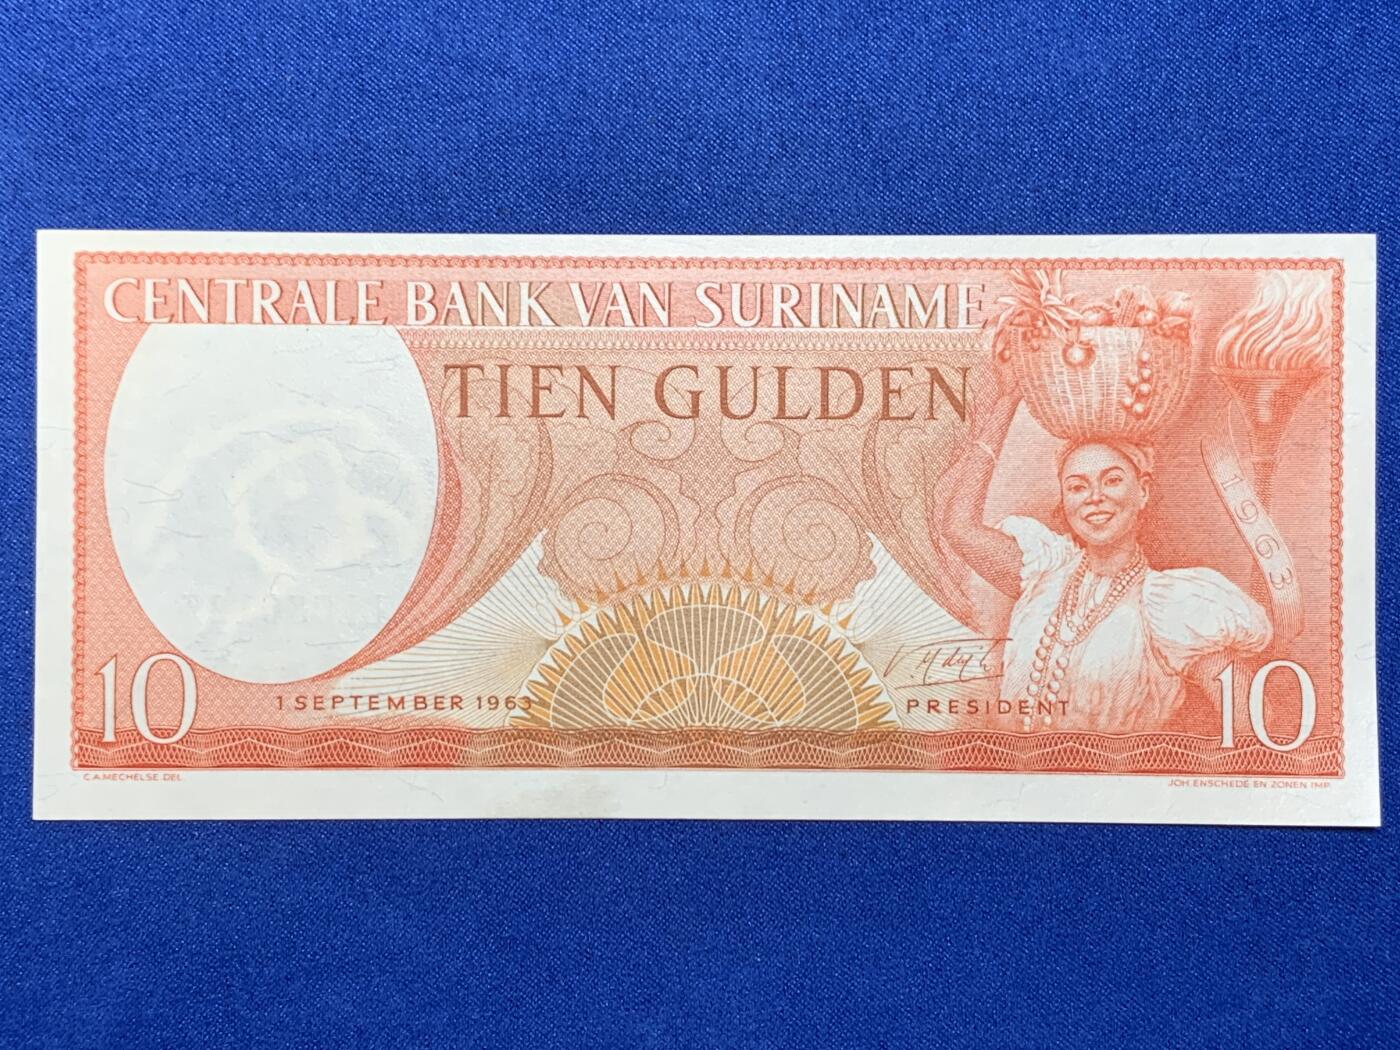 CENTRALE BANK VAN SURINAME
TIEN GULDEN
1963
10
1 SEPTEMBER 1963
PRESIDENT
10
C.A.MECHELSE DEL.
JOH. ENSCHEDÉ EN ZONEN IMP.